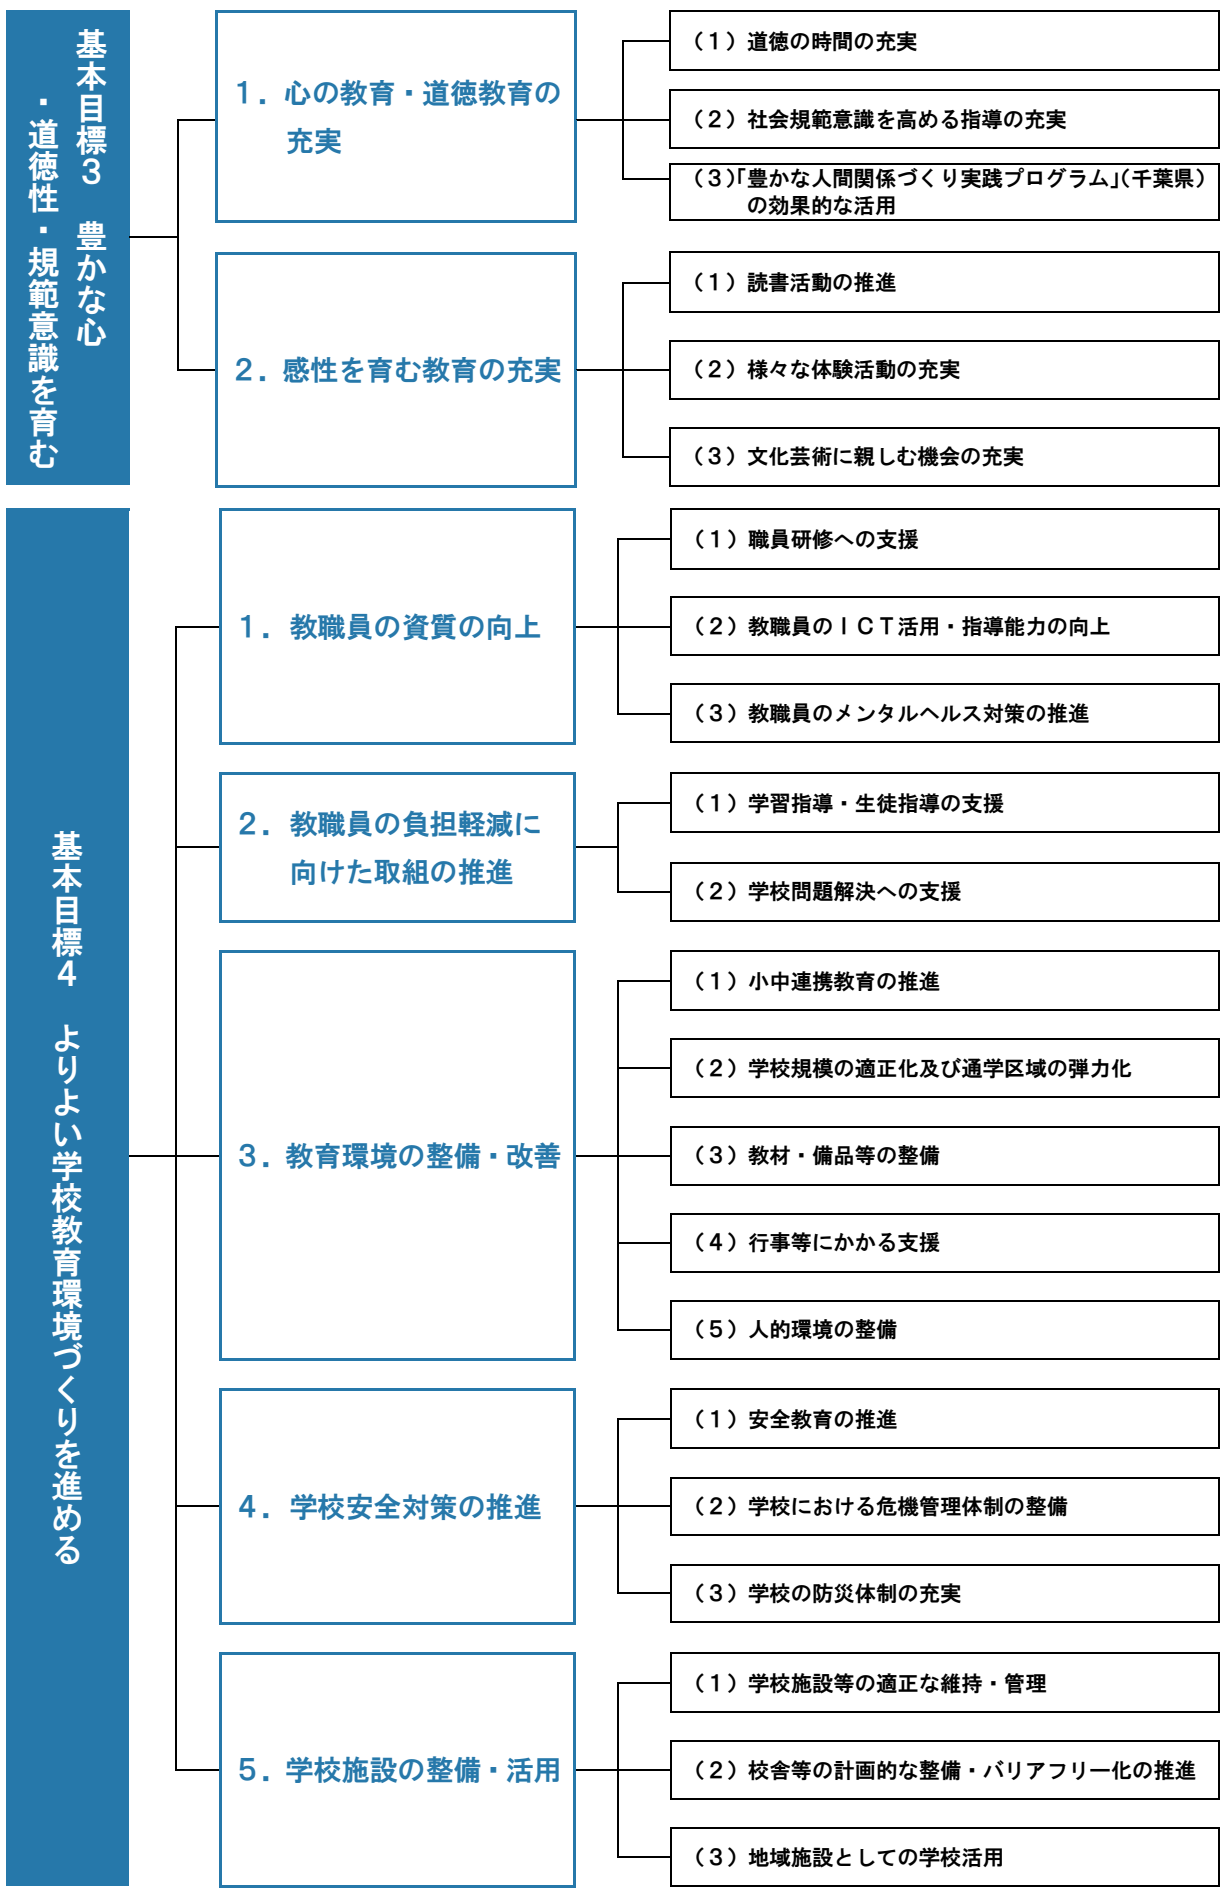 基本目標３　豊かな心
・道徳性・規範意識を育む
１．心の教育・道徳教育の
充実
（１）道徳の時間の充実
（２）社会規範意識を高める指導の充実
（３）「豊かな人間関係づくり実践プログラム」（千葉県）
の効果的な活用
２．感性を育む教育の充実
（１）読書活動の推進
（２）様々な体験活動の充実
（３）文化芸術に親しむ機会の充実
基本目標４　よりよい学校教育環境づくりを進める
１．教職員の資質の向上
（１）職員研修への支援
（２）教職員のＩＣＴ活用・指導能力の向上
（３）教職員のメンタルヘルス対策の推進
２．教職員の負担軽減に
向けた取組の推進
（１）学習指導・生徒指導の支援
（２）学校問題解決への支援
３．教育環境の整備・改善
（１）小中連携教育の推進
（２）学校規模の適正化及び通学区域の弾力化
（３）教材・備品等の整備
（４）行事等にかかる支援
（５）人的環境の整備
４．学校安全対策の推進
（１）安全教育の推進
（２）学校における危機管理体制の整備
（３）学校の防災体制の充実
５．学校施設の整備・活用
（１）学校施設等の適正な維持・管理
（２）校舎等の計画的な整備・バリアフリー化の推進
（３）地域施設としての学校活用